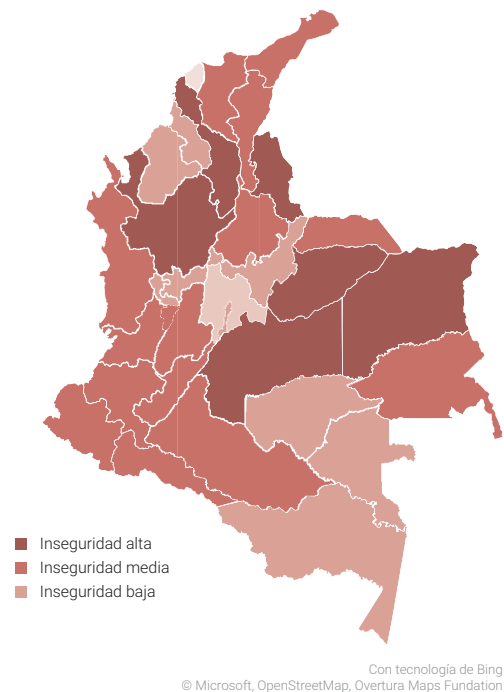 Inseguridad alta
Inseguridad media
Inseguridad baja
Con tecnología de Bing
© Microsoft, OpenStreetMap, Overtura Maps Fundation